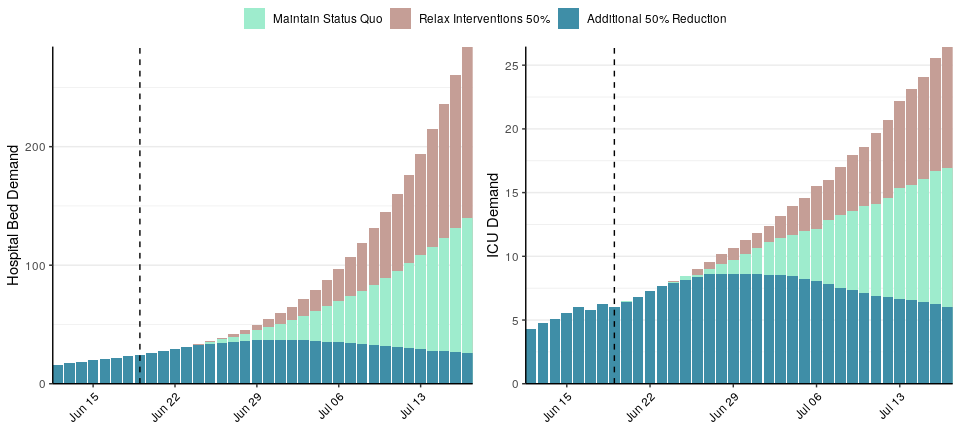 Maintain Status Quo Relax Interventions 50% Additional 50% Reduction
Hospital Bed Demand
200
100
0
Jun 15 Jun 22 Jun 29 Jul 06 Jul 13
ICU Demand
25
20
15
10
5
0
Jun 15 Jun 22 Jun 29 Jul 06 Jul 13